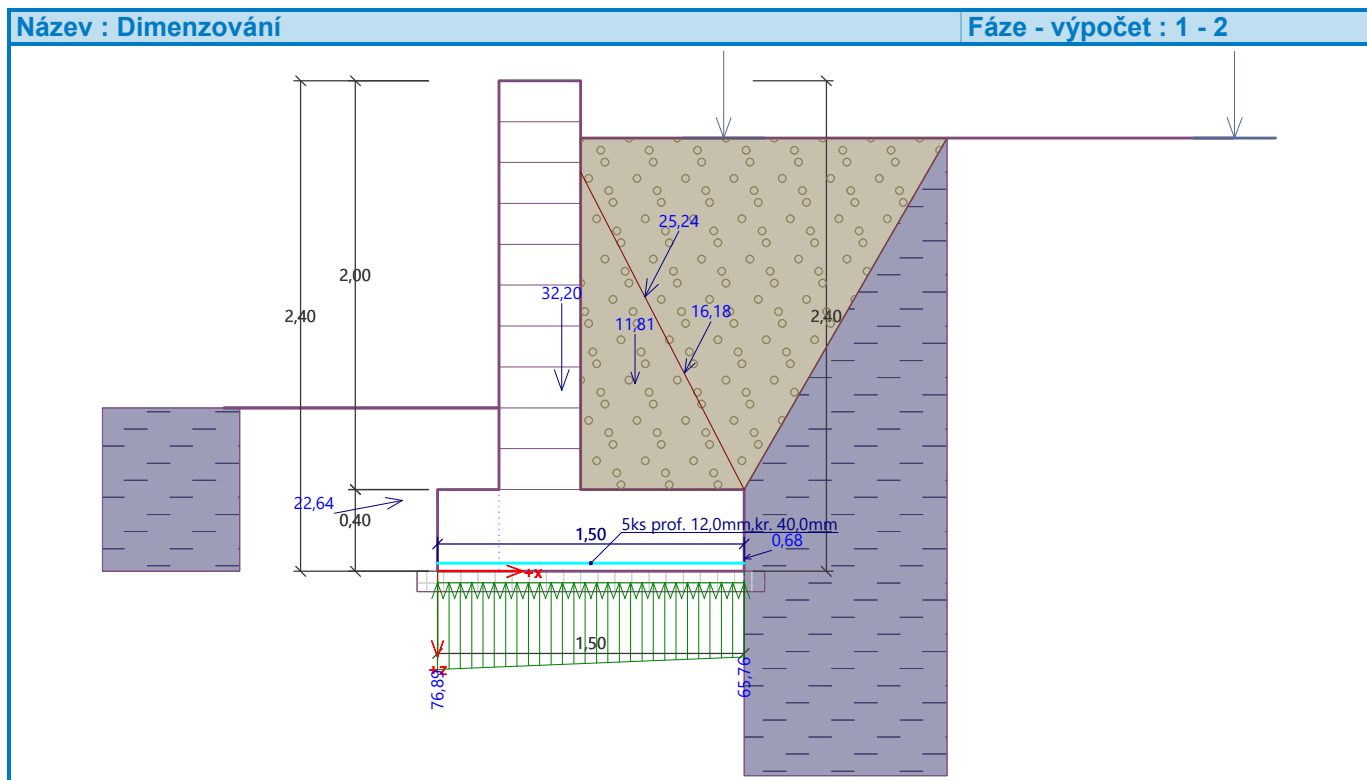 Název : Dimenzování
Fáze - výpočet : 1 - 2
25,24
2,00
32,20
2,40
11,81
16,18
2,40
22,64
0,40
5ks prof. 12,0mm,kr. 40,0mm
1,50
0,68
+x
1,50
+z
76,89
65,76